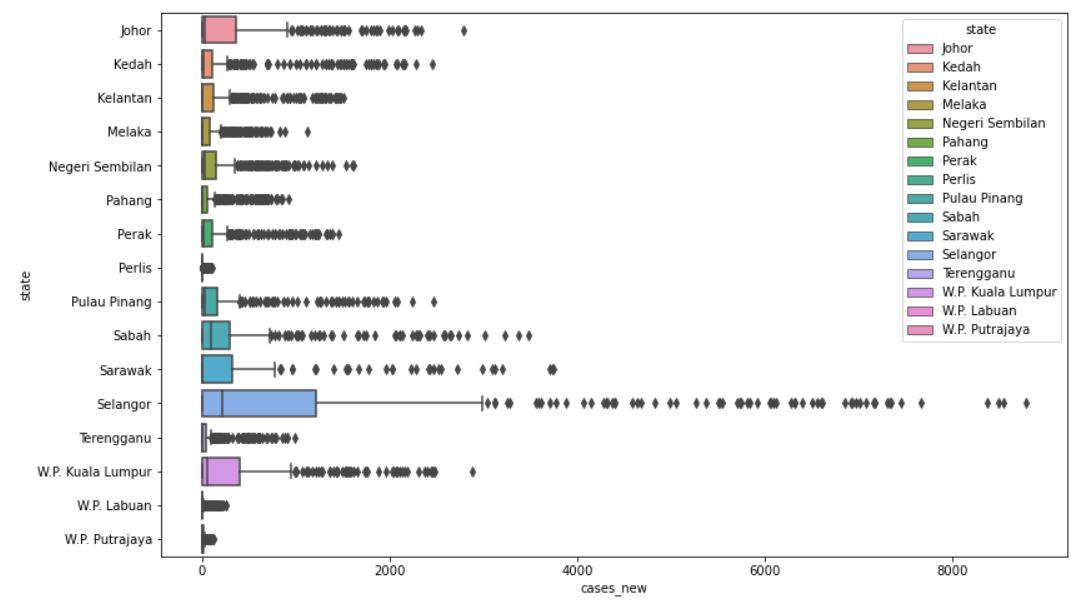 Johor
Kedah
Kelantan
Melaka
Negeri Sembilan
Pahang
Perak
Perlis
Pulau Pinang
Sabah
Sarawak
Selangor
Terengganu
W.P. Kuala Lumpur
W.P. Labuan
W.P. Putrajaya
state
0 2000 4000 6000 8000
cases_new
state
Johor
Kedah
Kelantan
Melaka
Negeri Sembilan
Pahang
Perak
Perlis
Pulau Pinang
Sabah
Sarawak
Selangor
Terengganu
W.P. Kuala Lumpur
W.P. Labuan
W.P. Putrajaya